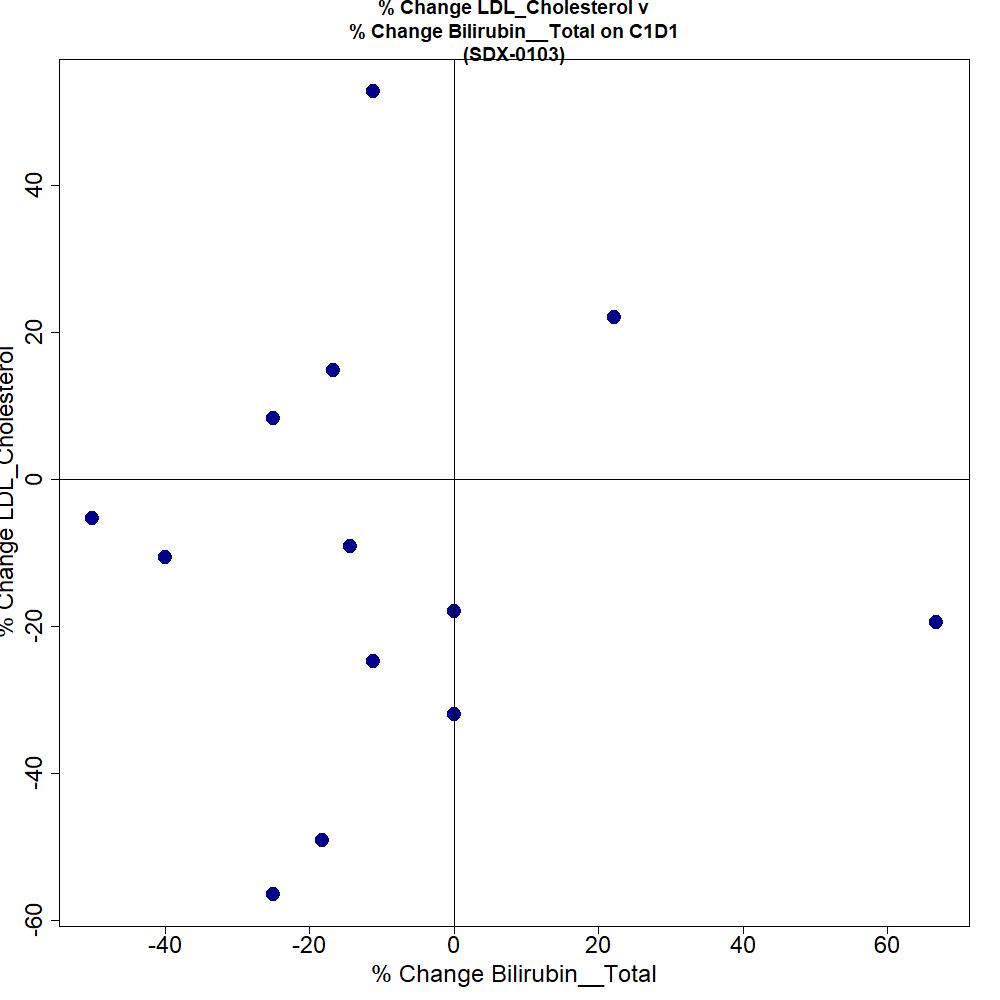 % Change LDL_Cholesterol v
% Change Bilirubin__Total on C1D1
(SDX-0103)
% Change LDL_Cholesterol
40
20
0
-20
-40
-60
-40
-20
0
20
40
60
% Change Bilirubin__Total